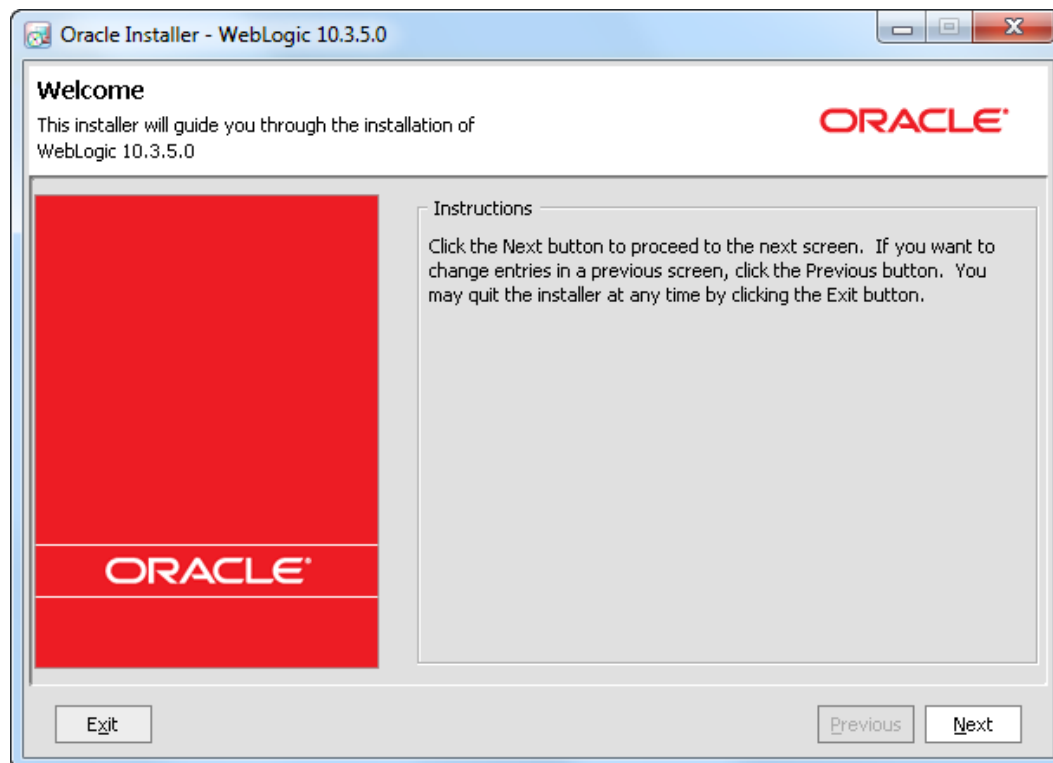 Oracle Installer - WebLogic 10.3.5.0
Welcome
This installer will guide you through the installation of
WebLogic 10.3.5.0
ORACLE
Instructions
Click the Next button to proceed to the next screen.  If you want to
change entries in a previous screen, click the Previous button.  You
may quit the installer at any time by clicking the Exit button.
ORACLE
Exit
Previous
Next